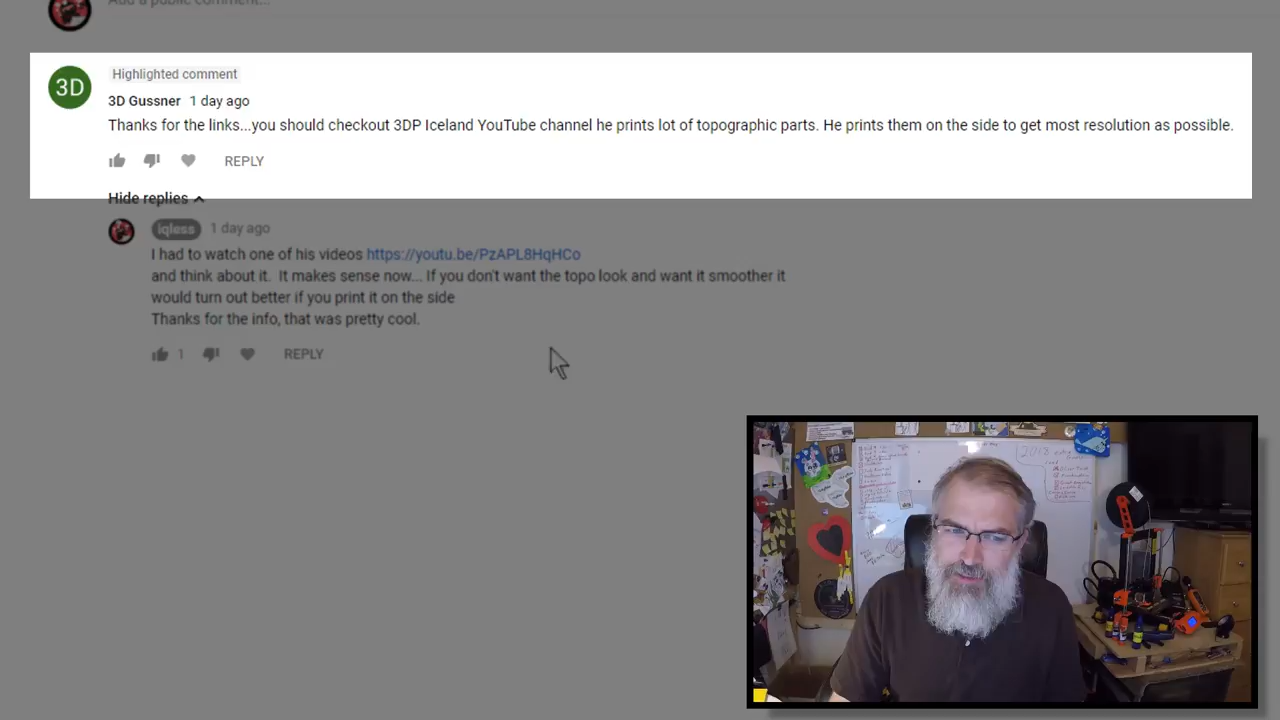 Add a public comment...
3D
Highlighted comment
3D Gussner 1 day ago
Thanks for the links...you should checkout 3DP Iceland YouTube channel he prints lot of topographic parts. He prints them on the side to get most resolution as possible.
REPLY
Hide replies
iqless 1 day ago
I had to watch one of his videos https://youtu.be/PzAPL8HqHCo
and think about it. It makes sense now... If you don't want the topo look and want it smoother it
would turn out better if you print it on the side
Thanks for the info, that was pretty cool.
1 REPLY